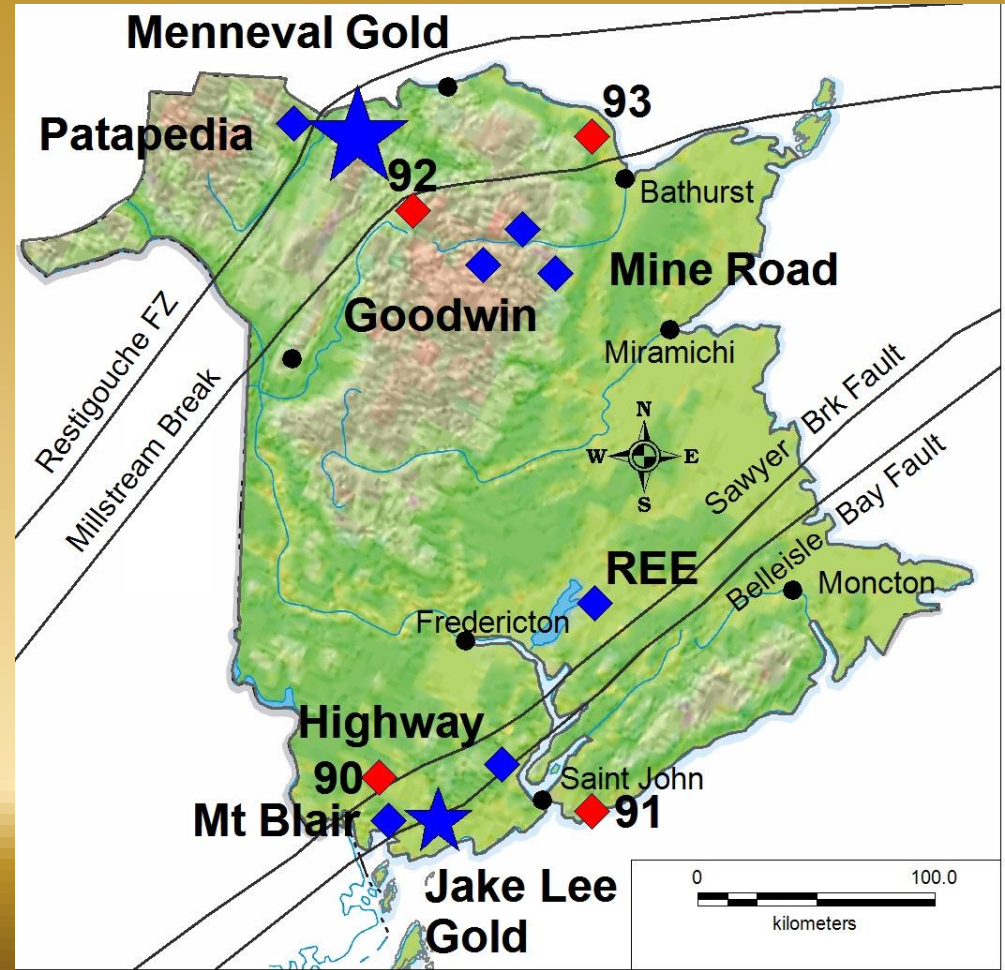 Menneval Gold
93
Patapedia
92
Bathurst
Mine Road
Goodwin
Miramichi
Restigouche FZ
Millstream Break
N
W
E
S
Sawyer Brk Fault
Belleisle Bay Fault
REE
Moncton
Fredericton
Highway
90
Saint John
91
Mt Blair
Jake Lee
Gold
0
100.0
kilometers